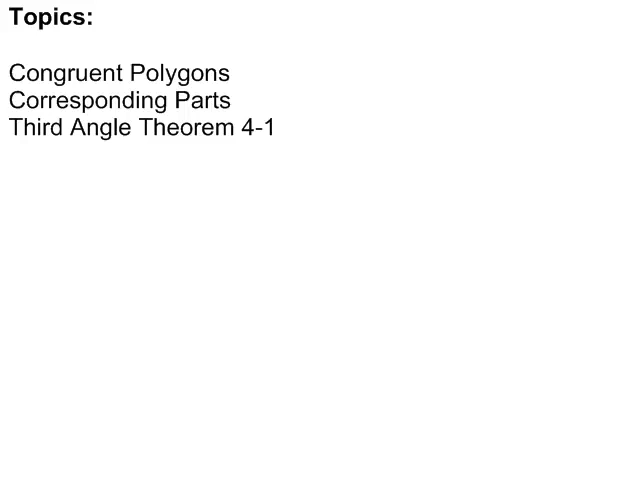 Topics:
Congruent Polygons
Corresponding Parts
Third Angle Theorem 4-1